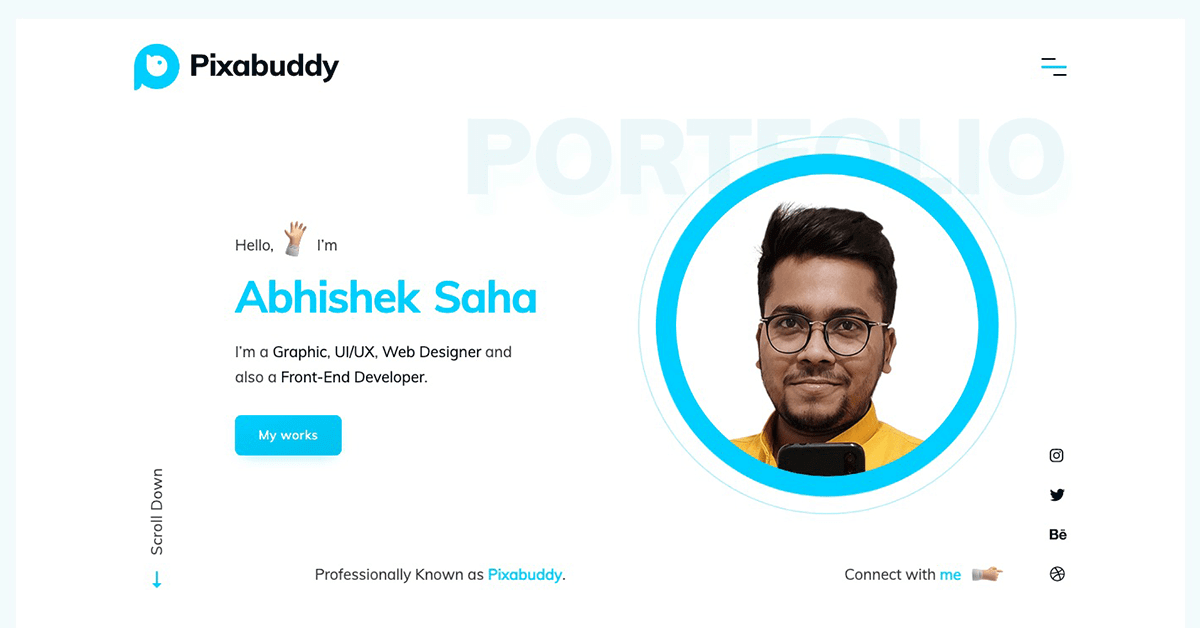 Pixabuddy
PORTFOLIO
Hello, I'm
Abhishek Saha
I'm a Graphic, UI/UX, Web Designer and
also a Front-End Developer.
My works
Scroll Down
Professionally Known as Pixabuddy.
Connect with me
Bē